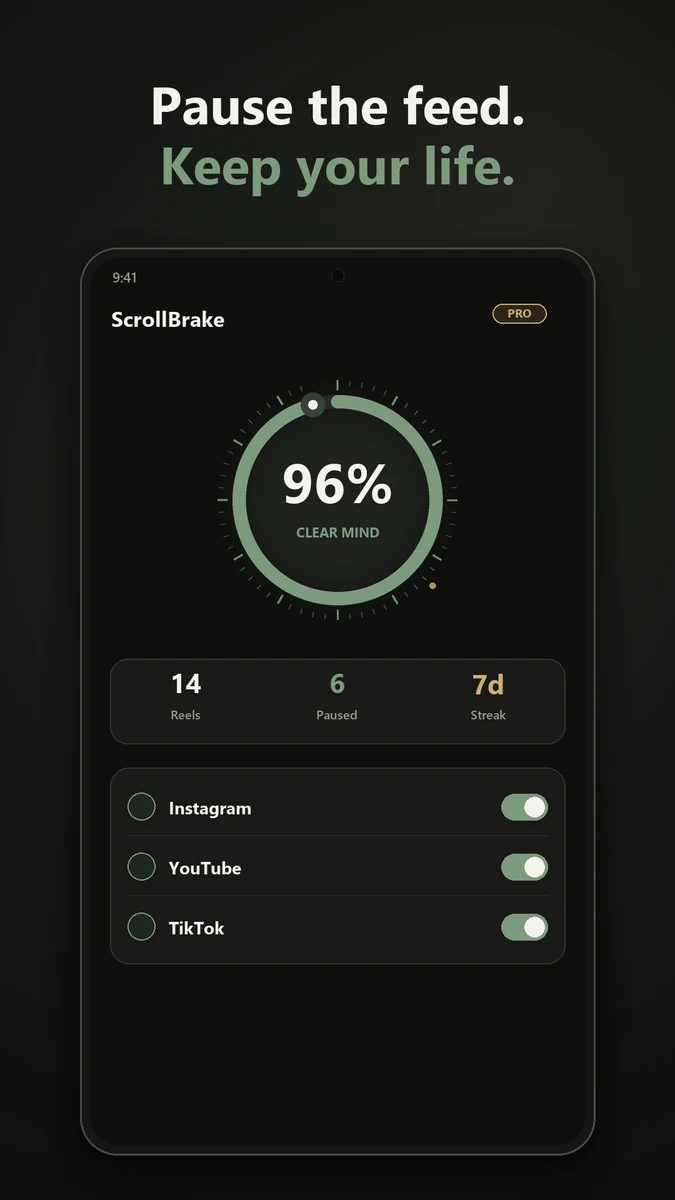 Pause the feed.
Keep your life.
9:41
ScrollBrake
PRO
96%
CLEAR MIND
14
6
7d
Reels
Paused
Streak
Instagram
YouTube
TikTok